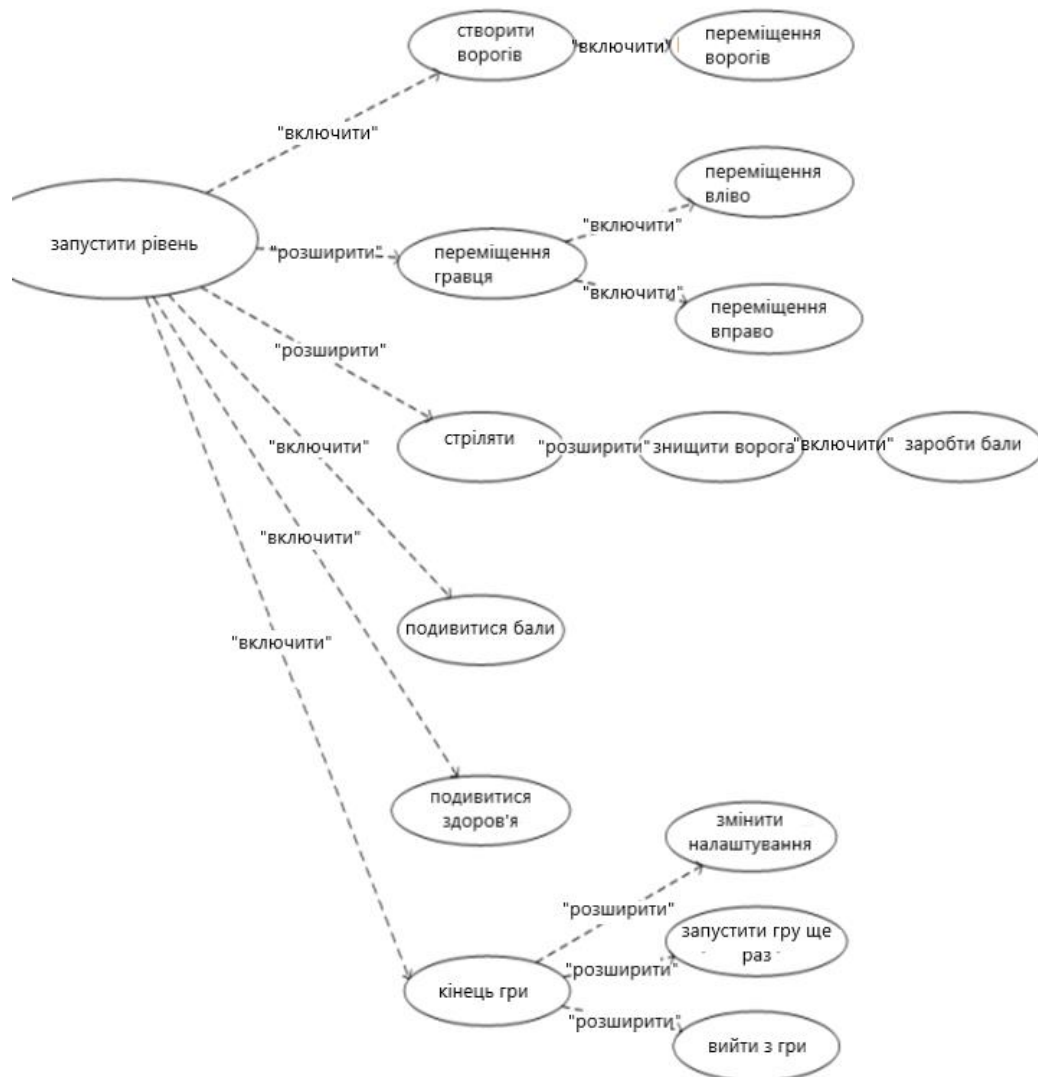 створити
ворогів
"включити"
переміщення
ворогів
"включити"
переміщення
вліво
"включити"
запустити рівень
"розширити"
переміщення
гравця
"включити"
переміщення
вправо
"розширити"
стріляти
"розширити"
знищити ворога
"включити"
заробти бали
"включити"
"включити"
подивитися бали
"включити"
подивитися
здоров'я
змінити
налаштування
"розширити"
запустити гру ще
раз
"розширити"
кінець гри
"розширити"
вийти з гри